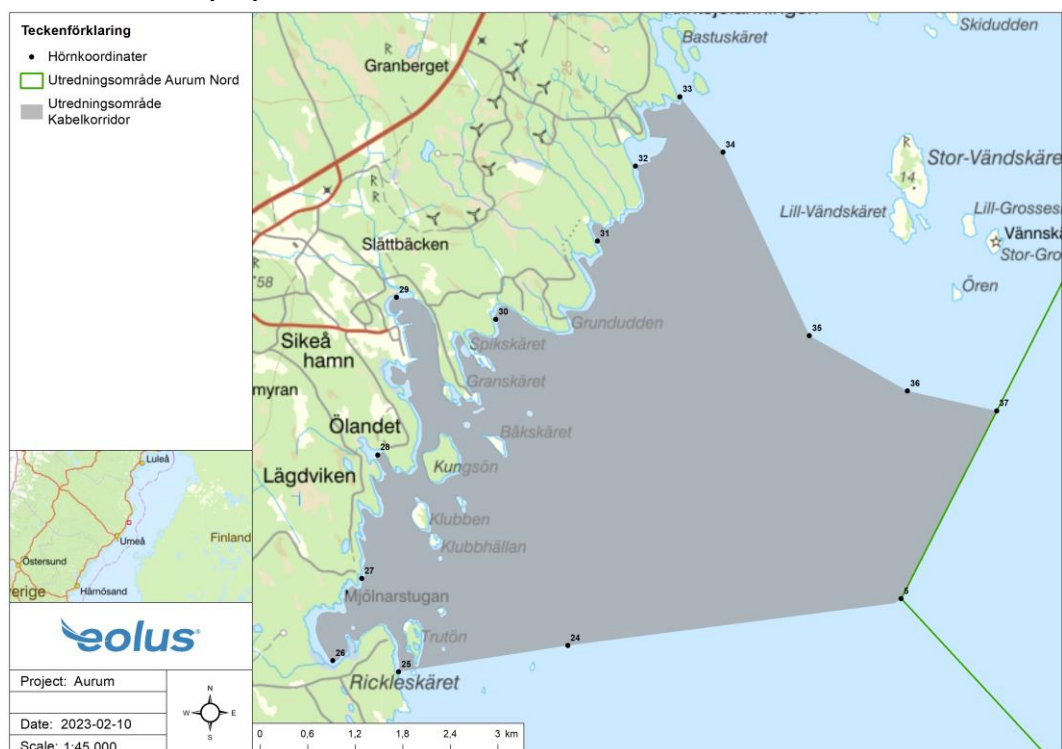 Teckenförklaring
Hörnkoordinater
Utredningsområde Aurum Nord
Utredningsområde
Kabelkorridor
Skidudden
Bastuskäret
Granberget
R
25
33
34
32
R
14
Stor-Vändskäre
Lill-Vändskäret
Lill-Grosses
Vännsk
Stor-Gro
Ören
R
R
Slättbäcken
R
58
31
29
30
Grundudden
Sikeå
hamn
Spikskäret
35
Granskäret
myran
36
37
Ölandet
Båkskäret
28
Lägdviken
Kungsön
Klubben
Klubbhällan
27
Mjölnarstugan
5
Trutön
24
26
25
Rickleskäret
Luleå
Umeå
Finland
Östersund
erige
Härnösand
eolus
Project: Aurum
N
W
E
S
Date: 2023-02-10
Scale: 1:45 000
0 0,6 1,2 1,8 2,4 3 km